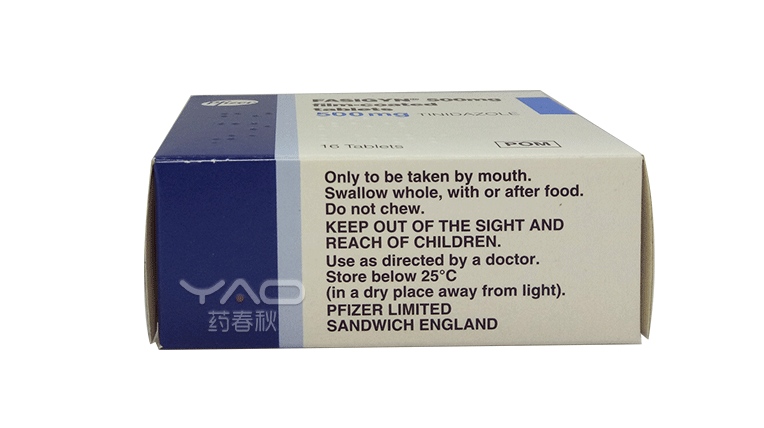 Pfizer
FASIGYN™ 500mg
film-coated
tablets
500mg TINIDAZOLE
16 Tablets
POM
Only to be taken by mouth.
Swallow whole, with or after food.
Do not chew.
KEEP OUT OF THE SIGHT AND
REACH OF CHILDREN.
Use as directed by a doctor.
Store below 25°C
(in a dry place away from light).
PFIZER LIMITED
SANDWICH ENGLAND
YAO
药春秋